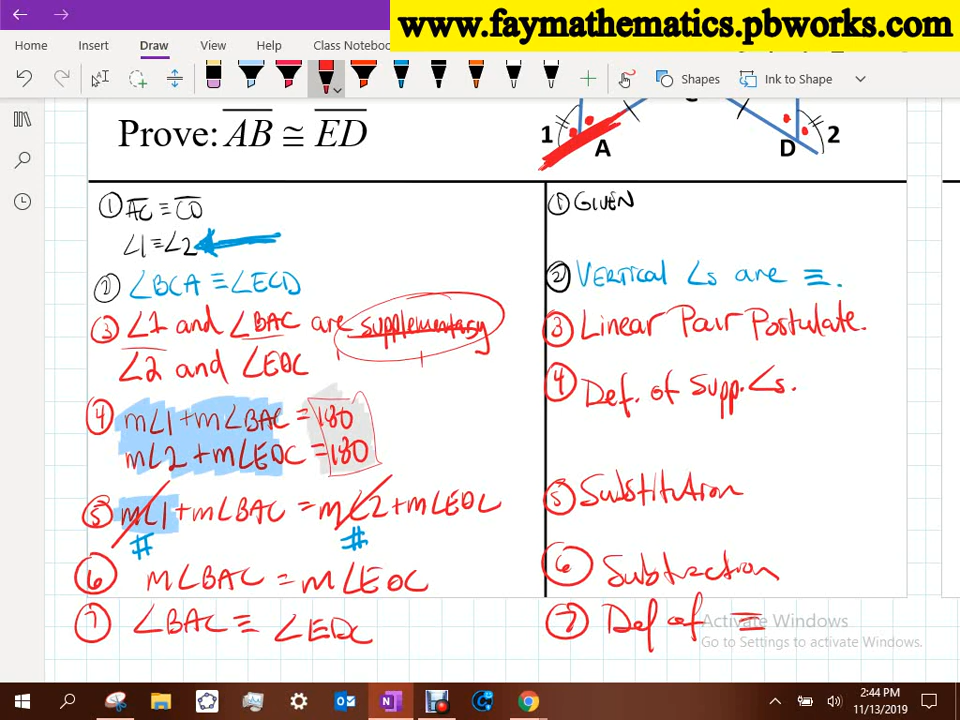 www.faymathematics.pbworks.com
Home Insert Draw View Help Class Notebook
Shapes Ink to Shape
Prove: AB ≅ ED
1 A D 2
① AC ≅ CD
∠1 ≅ ∠2
② ∠BCA ≅ ∠ECD
③ ∠1 and ∠BAC are supplementary
∠2 and ∠EDC
④ m∠1 + m∠BAC = 180
m∠2 + m∠EDC = 180
⑤ m∠1 + m∠BAC = m∠2 + m∠EDC
# #
⑥ m∠BAC = m∠EDC
⑦ ∠BAC ≅ ∠EDC
① GIVEN
② VERTICAL ∠s are ≅.
③ Linear Pair Postulate.
④ Def. of Supp. ∠s.
⑤ Substitution
⑥ Subtraction
⑦ Def of ≅
Activate Windows
Go to Settings to activate Windows.
2:44 PM
11/13/2019